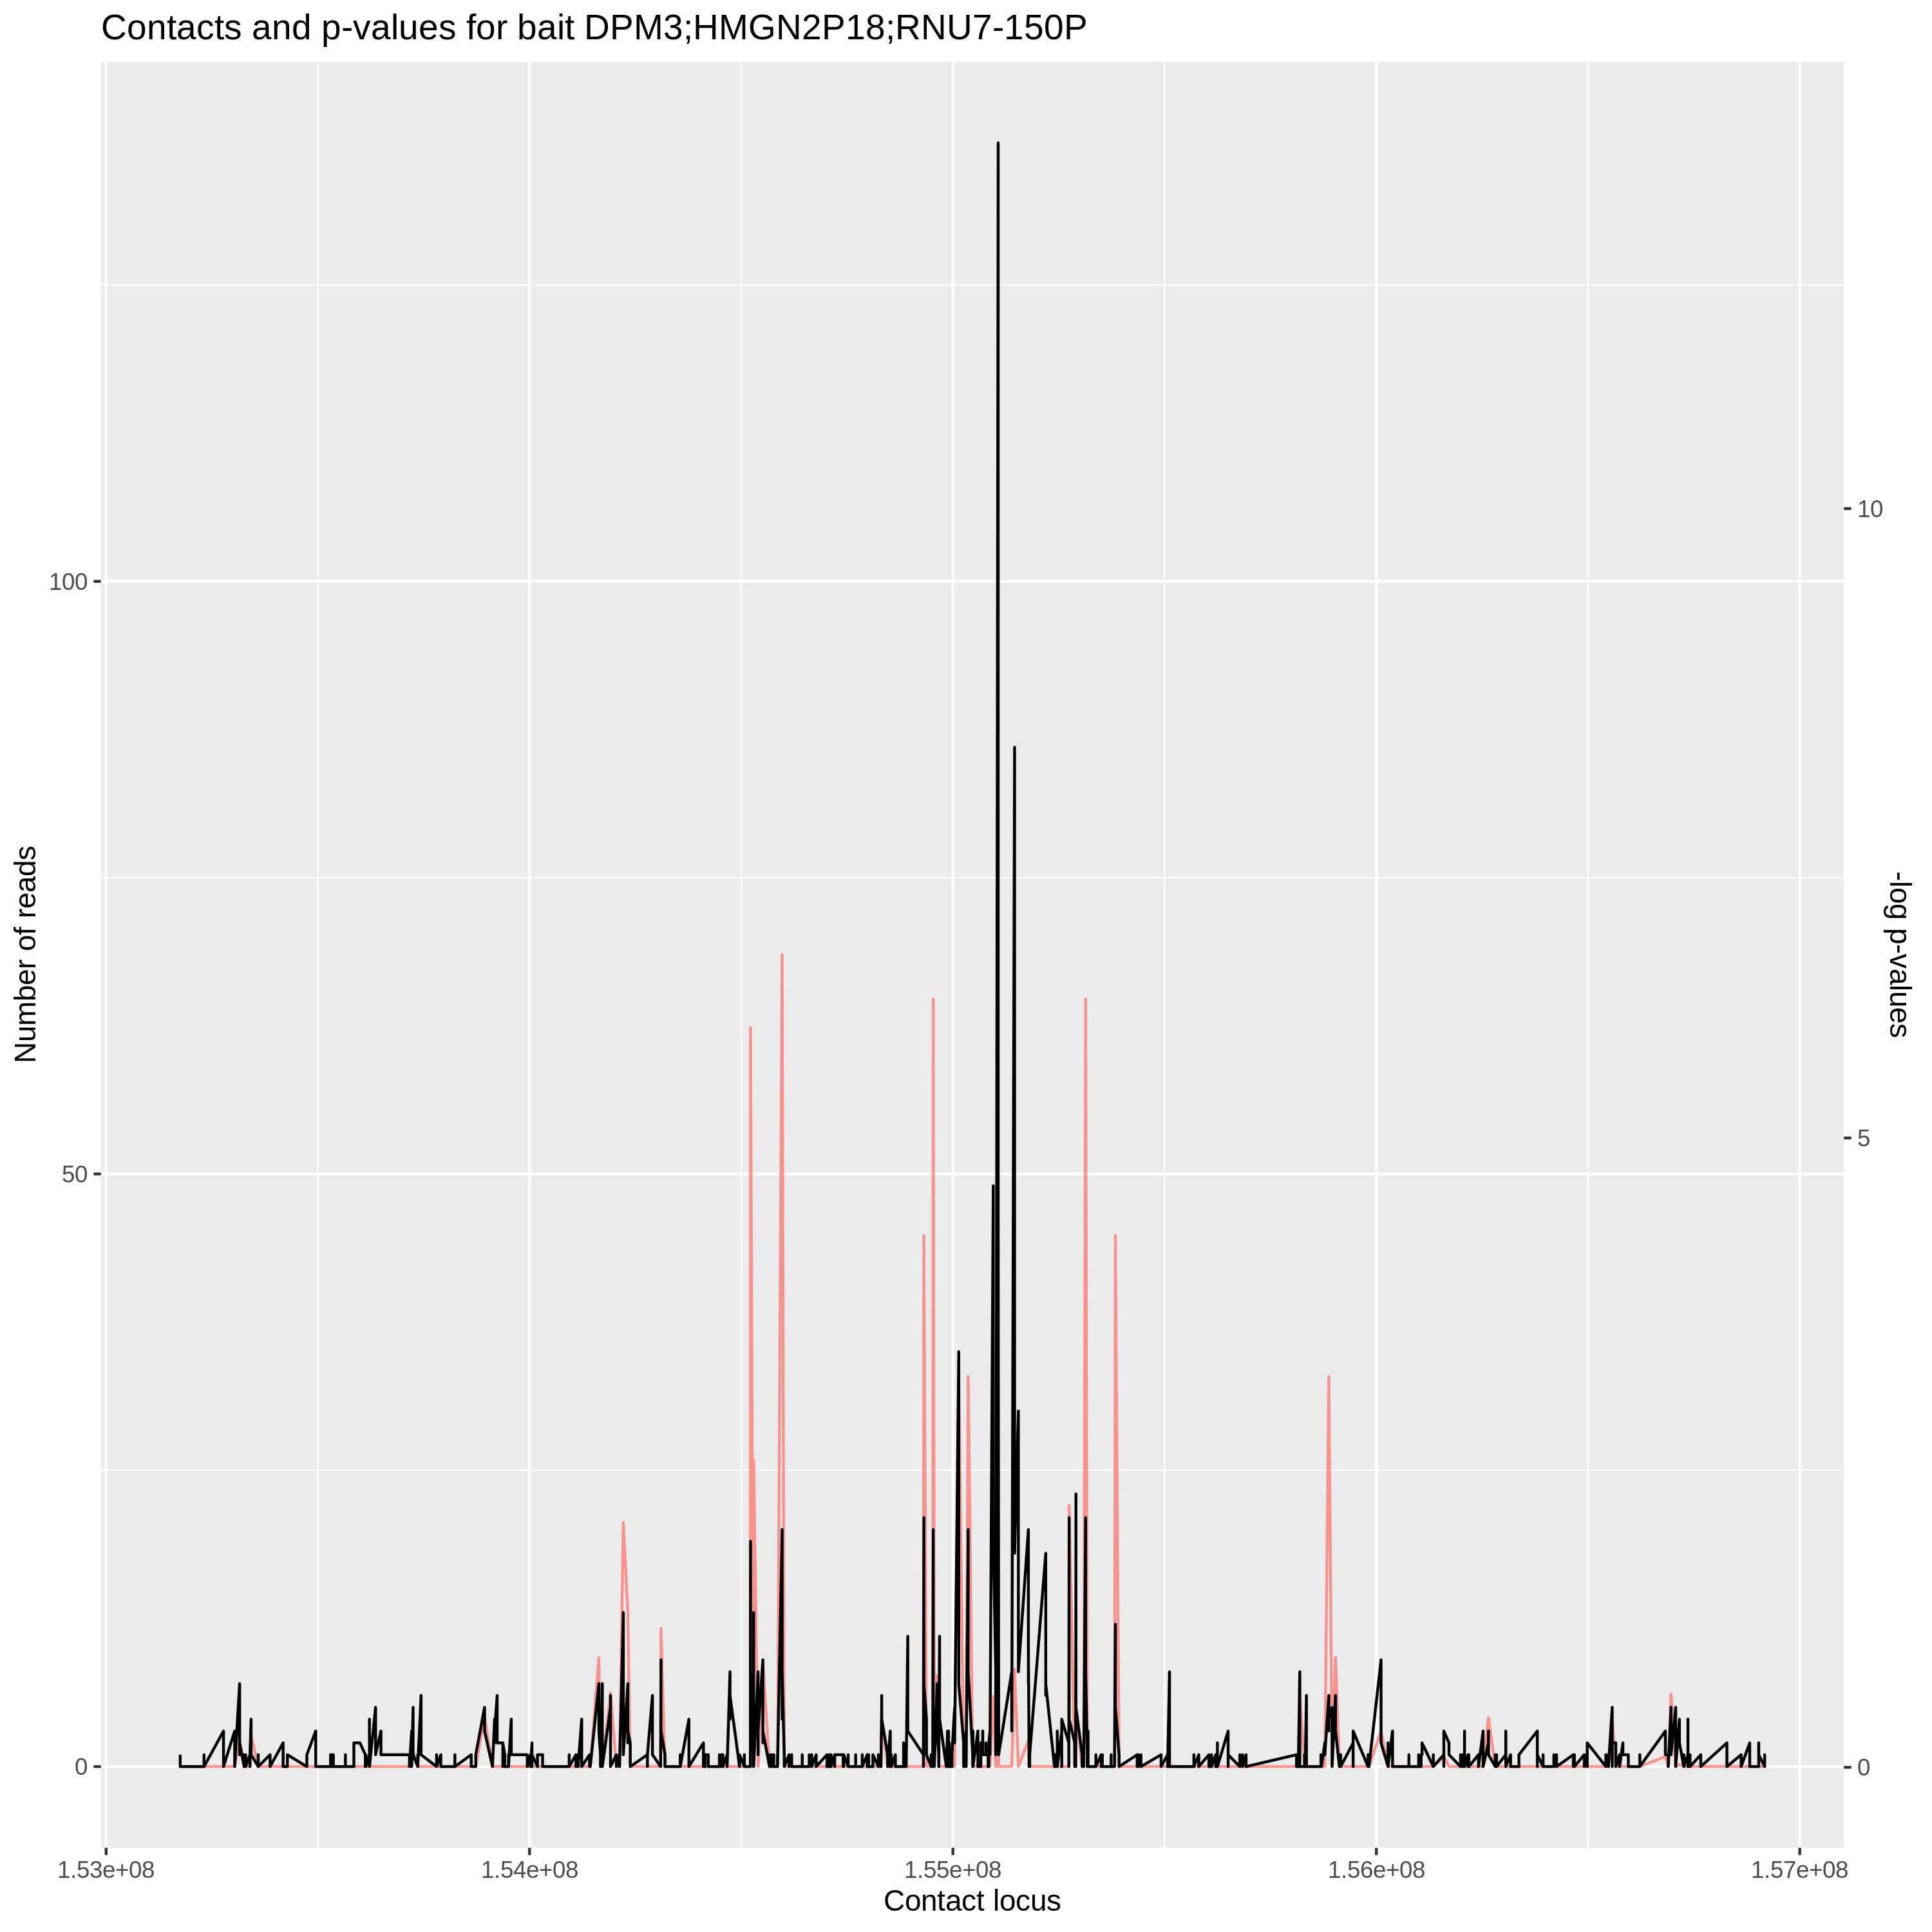 Contacts and p-values for bait DPM3;HMGN2P18;RNU7-150P
100
50
0
Number of reads
10
5
0
-log p-values
1.53e+08
1.54e+08
1.55e+08
1.56e+08
1.57e+08
Contact locus